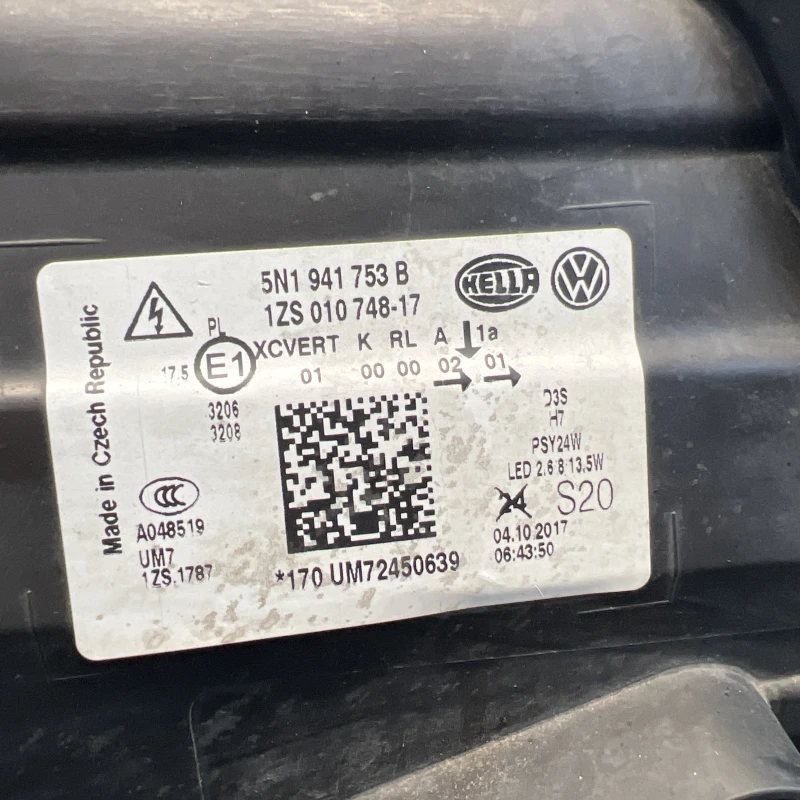 5N1 941 753 B
1ZS 010 748-17
HELLA
VW
PL
XCVERT K RL A 1a
17.5 E1 01 00 00 02 01
3206
3208
D3S
H7
PSY24W
LED 2.6 8 13.5W
24 S20
04.10.2017
06:43:50
CCC
A048519
UM7
1ZS.1787
*170 UM72450639
Made in Czech Republic